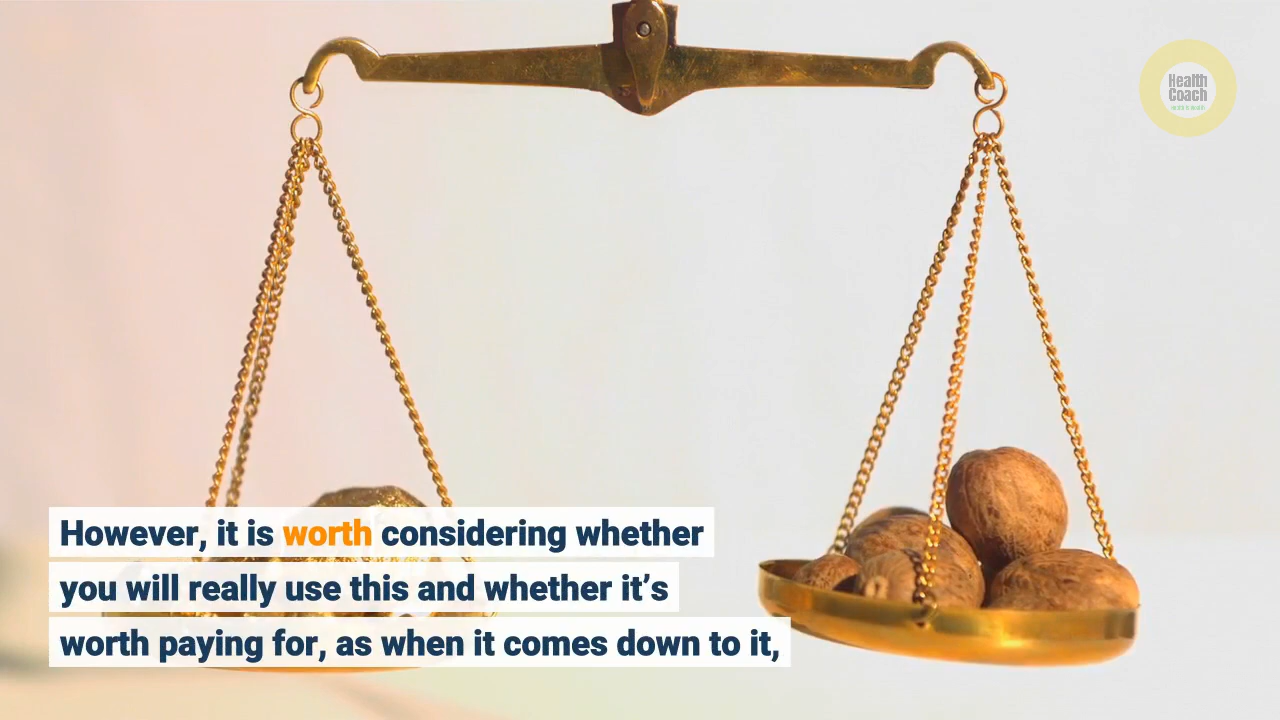 Health
Coach
However, it is worth considering whether
you will really use this and whether it’s
worth paying for, as when it comes down to it,